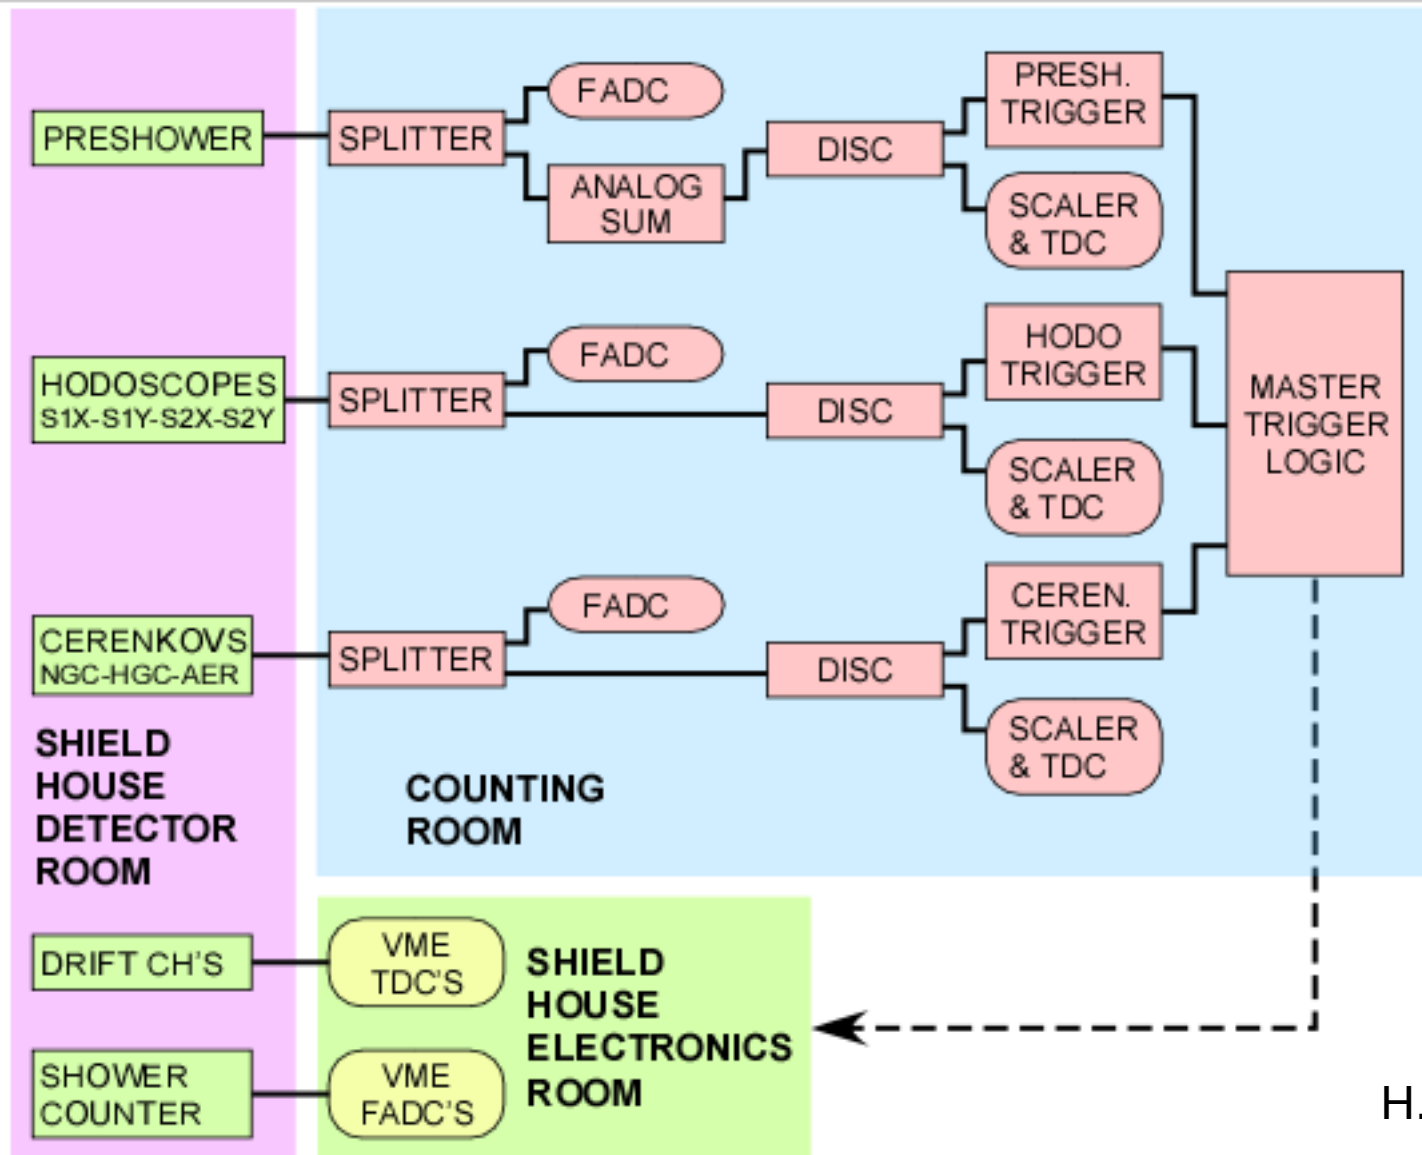 PRESHOWER
SPLITTER
FADC
ANALOG
SUM
DISC
PRESH.
TRIGGER
SCALER
& TDC
HODOSCOPES
S1X-S1Y-S2X-S2Y
SPLITTER
FADC
DISC
HODO
TRIGGER
SCALER
& TDC
MASTER
TRIGGER
LOGIC
CERENKOVS
NGC-HGC-AER
SPLITTER
FADC
DISC
CEREN.
TRIGGER
SCALER
& TDC
SHIELD
HOUSE
DETECTOR
ROOM
COUNTING
ROOM
DRIFT CH'S
VME
TDC'S
SHIELD
HOUSE
ELECTRONICS
ROOM
SHOWER
COUNTER
VME
FADC'S
H.